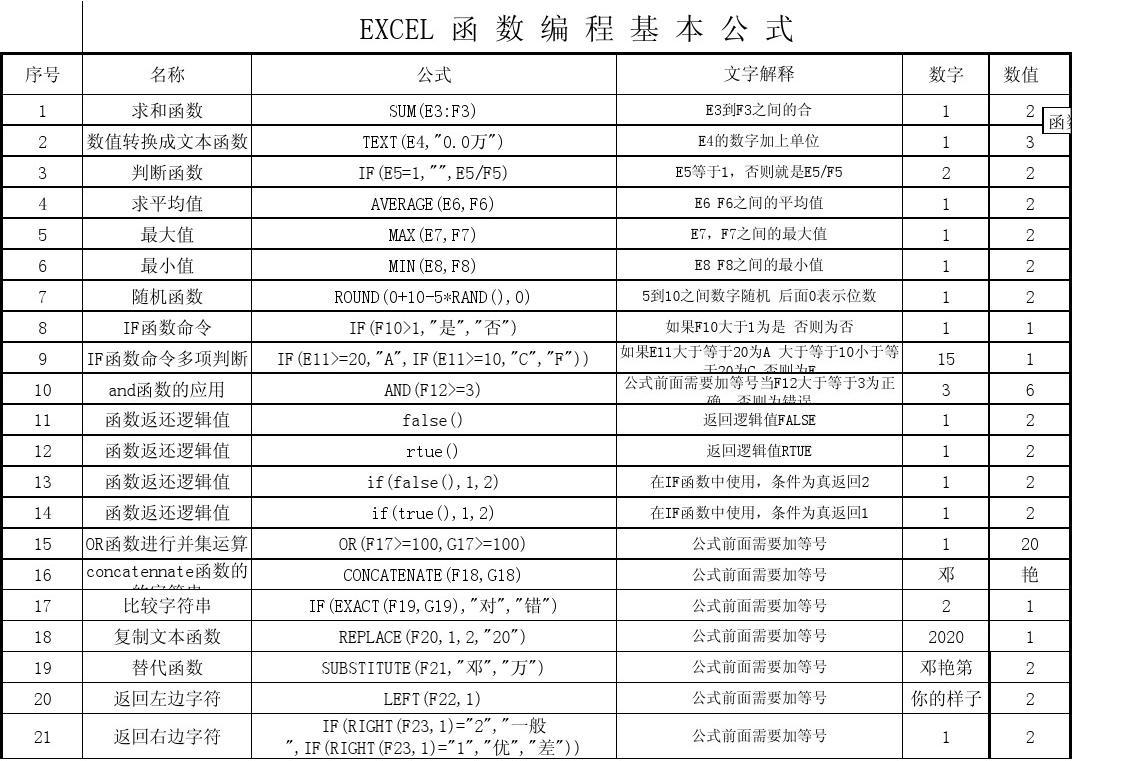 EXCEL 函 数 编 程 基 本 公 式
序号 名称 公式 文字解释 数字 数值
1 求和函数 SUM(E3:F3) E3到F3之间的合 1 2
函
2 数值转换成文本函数 TEXT(E4,"0.0万") E4的数字加上单位 1 3
3 判断函数 IF(E5=1,"",E5/F5) E5等于1，否则就是E5/F5 2 2
4 求平均值 AVERAGE(E6,F6) E6 F6之间的平均值 1 2
5 最大值 MAX(E7,F7) E7，F7之间的最大值 1 2
6 最小值 MIN(E8,F8) E8 F8之间的最小值 1 2
7 随机函数 ROUND(0+10-5*RAND(),0) 5到10之间数字随机 后面0表示位数 1 2
8 IF函数命令 IF(F10>1,"是","否") 如果F10大于1为是 否则为否 1 1
9 IF函数命令多项判断 IF(E11>=20,"A",IF(E11>=10,"C","F")) 如果E11大于等于20为A 大于等于10小于等 15 1
于20为C 否则为F
10 and函数的应用 AND(F12>=3) 公式前面需要加等号当F12大于等于3为正 3 6
确 否则为错误
11 函数返还逻辑值 false() 返回逻辑值FALSE 1 2
12 函数返还逻辑值 rtue() 返回逻辑值RTUE 1 2
13 函数返还逻辑值 if(false(),1,2) 在IF函数中使用，条件为真返回2 1 2
14 函数返还逻辑值 if(true(),1,2) 在IF函数中使用，条件为真返回1 1 2
15 OR函数进行并集运算 OR(F17>=100,G17>=100) 公式前面需要加等号 1 20
16 concatennate函数的 CONCATENATE(F18,G18) 公式前面需要加等号 邓 艳
17 比较字符串 IF(EXACT(F19,G19),"对","错") 公式前面需要加等号 2 1
18 复制文本函数 REPLACE(F20,1,2,"20") 公式前面需要加等号 2020 1
19 替代函数 SUBSTITUTE(F21,"邓","万") 公式前面需要加等号 邓艳第 2
20 返回左边字符 LEFT(F22,1) 公式前面需要加等号 你的样子 2
21 返回右边字符 IF(RIGHT(F23,1)="2","一般 公式前面需要加等号 1 2
",IF(RIGHT(F23,1)="1","优","差"))